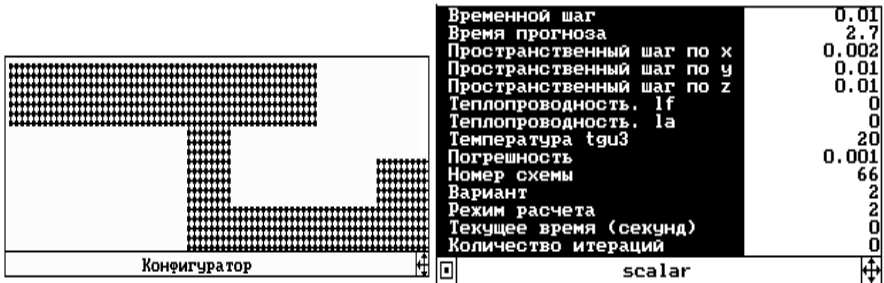 Временной шаг 0.01
Время прогноза 2.7
Пространственный шаг по x 0.002
Пространственный шаг по y 0.01
Пространственный шаг по z 0.01
Теплопроводность. lf 0
Теплопроводность. la 0
Температура tgu3 20
Погрешность 0.001
Номер схемы 66
Вариант 2
Режим расчета 2
Текущее время (секунд) 0
Количество итераций 0
Конфигуратор
scalar